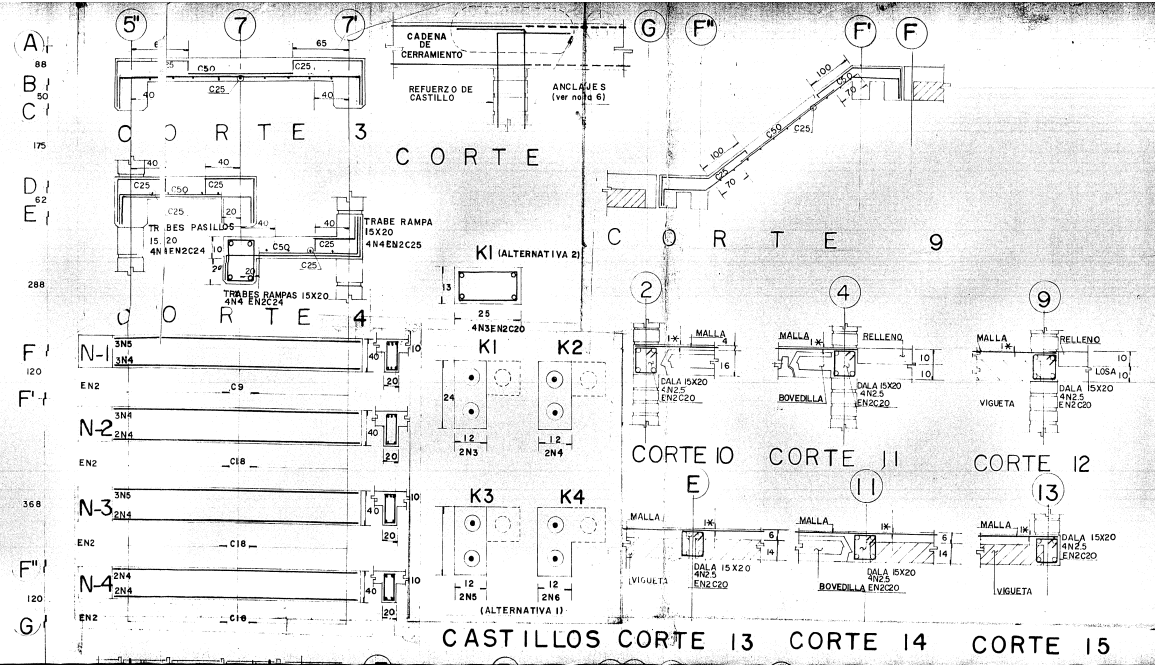 5"
7
7'
G
F"
F'
F
A
88
B
50
C
175
D
62
E
288
F
120
F'
368
F"
120
G
65
C25
C50
C25
40
40
CORTE 3
CADENA
DE
CERRAMIENTO
REFUERZO DE
CASTILLO
ANCLAJES
(ver nota 6)
CORTE
100
C50
70
C25
C50
100
C25
70
CORTE 9
40
40
C25
C50
C25
C25
20
40
40
TRABES PASILLOS
4N4EN2C24
10
20
C50
C25
C25
TRABE RAMPA
15X20
4N4EN2C25
TRABES RAMPAS 15X20
4N4 EN2C24
CORTE 4
K1 (ALTERNATIVA 2)
13
25
4N3EN2C20
N-1
3N5
3N4
EN2
C9
40
20
10
N-2
3N4
2N4
EN2
C18
40
20
N-3
3N5
2N4
EN2
C18
40
20
N-4
2N4
2N4
EN2
C18
40
20
10
K1
24
12
2N3
K2
12
2N4
K3
12
2N5
K4
12
2N6
(ALTERNATIVA 1)
CASTILLOS
2
MALLA
1*
4
16
DALA 15X20
4N2.5
EN2C20
CORTE 10
4
MALLA
1*
RELLENO
10
10
DALA 15X20
4N2.5
EN2C20
BOVEDILLA
CORTE 11
9
MALLA
1*
RELLENO
10
LOSA
10
DALA 15X20
4N2.5
EN2C20
VIGUETA
CORTE 12
E
MALLA
1*
6
14
DALA 15X20
4N2.5
EN2C20
VIGUETA
CORTE 13
11
MALLA
1*
6
14
DALA 15X20
4N2.5
EN2C20
BOVEDILLA
CORTE 14
13
MALLA
1*
DALA 15X20
4N2.5
EN2C20
VIGUETA
CORTE 15